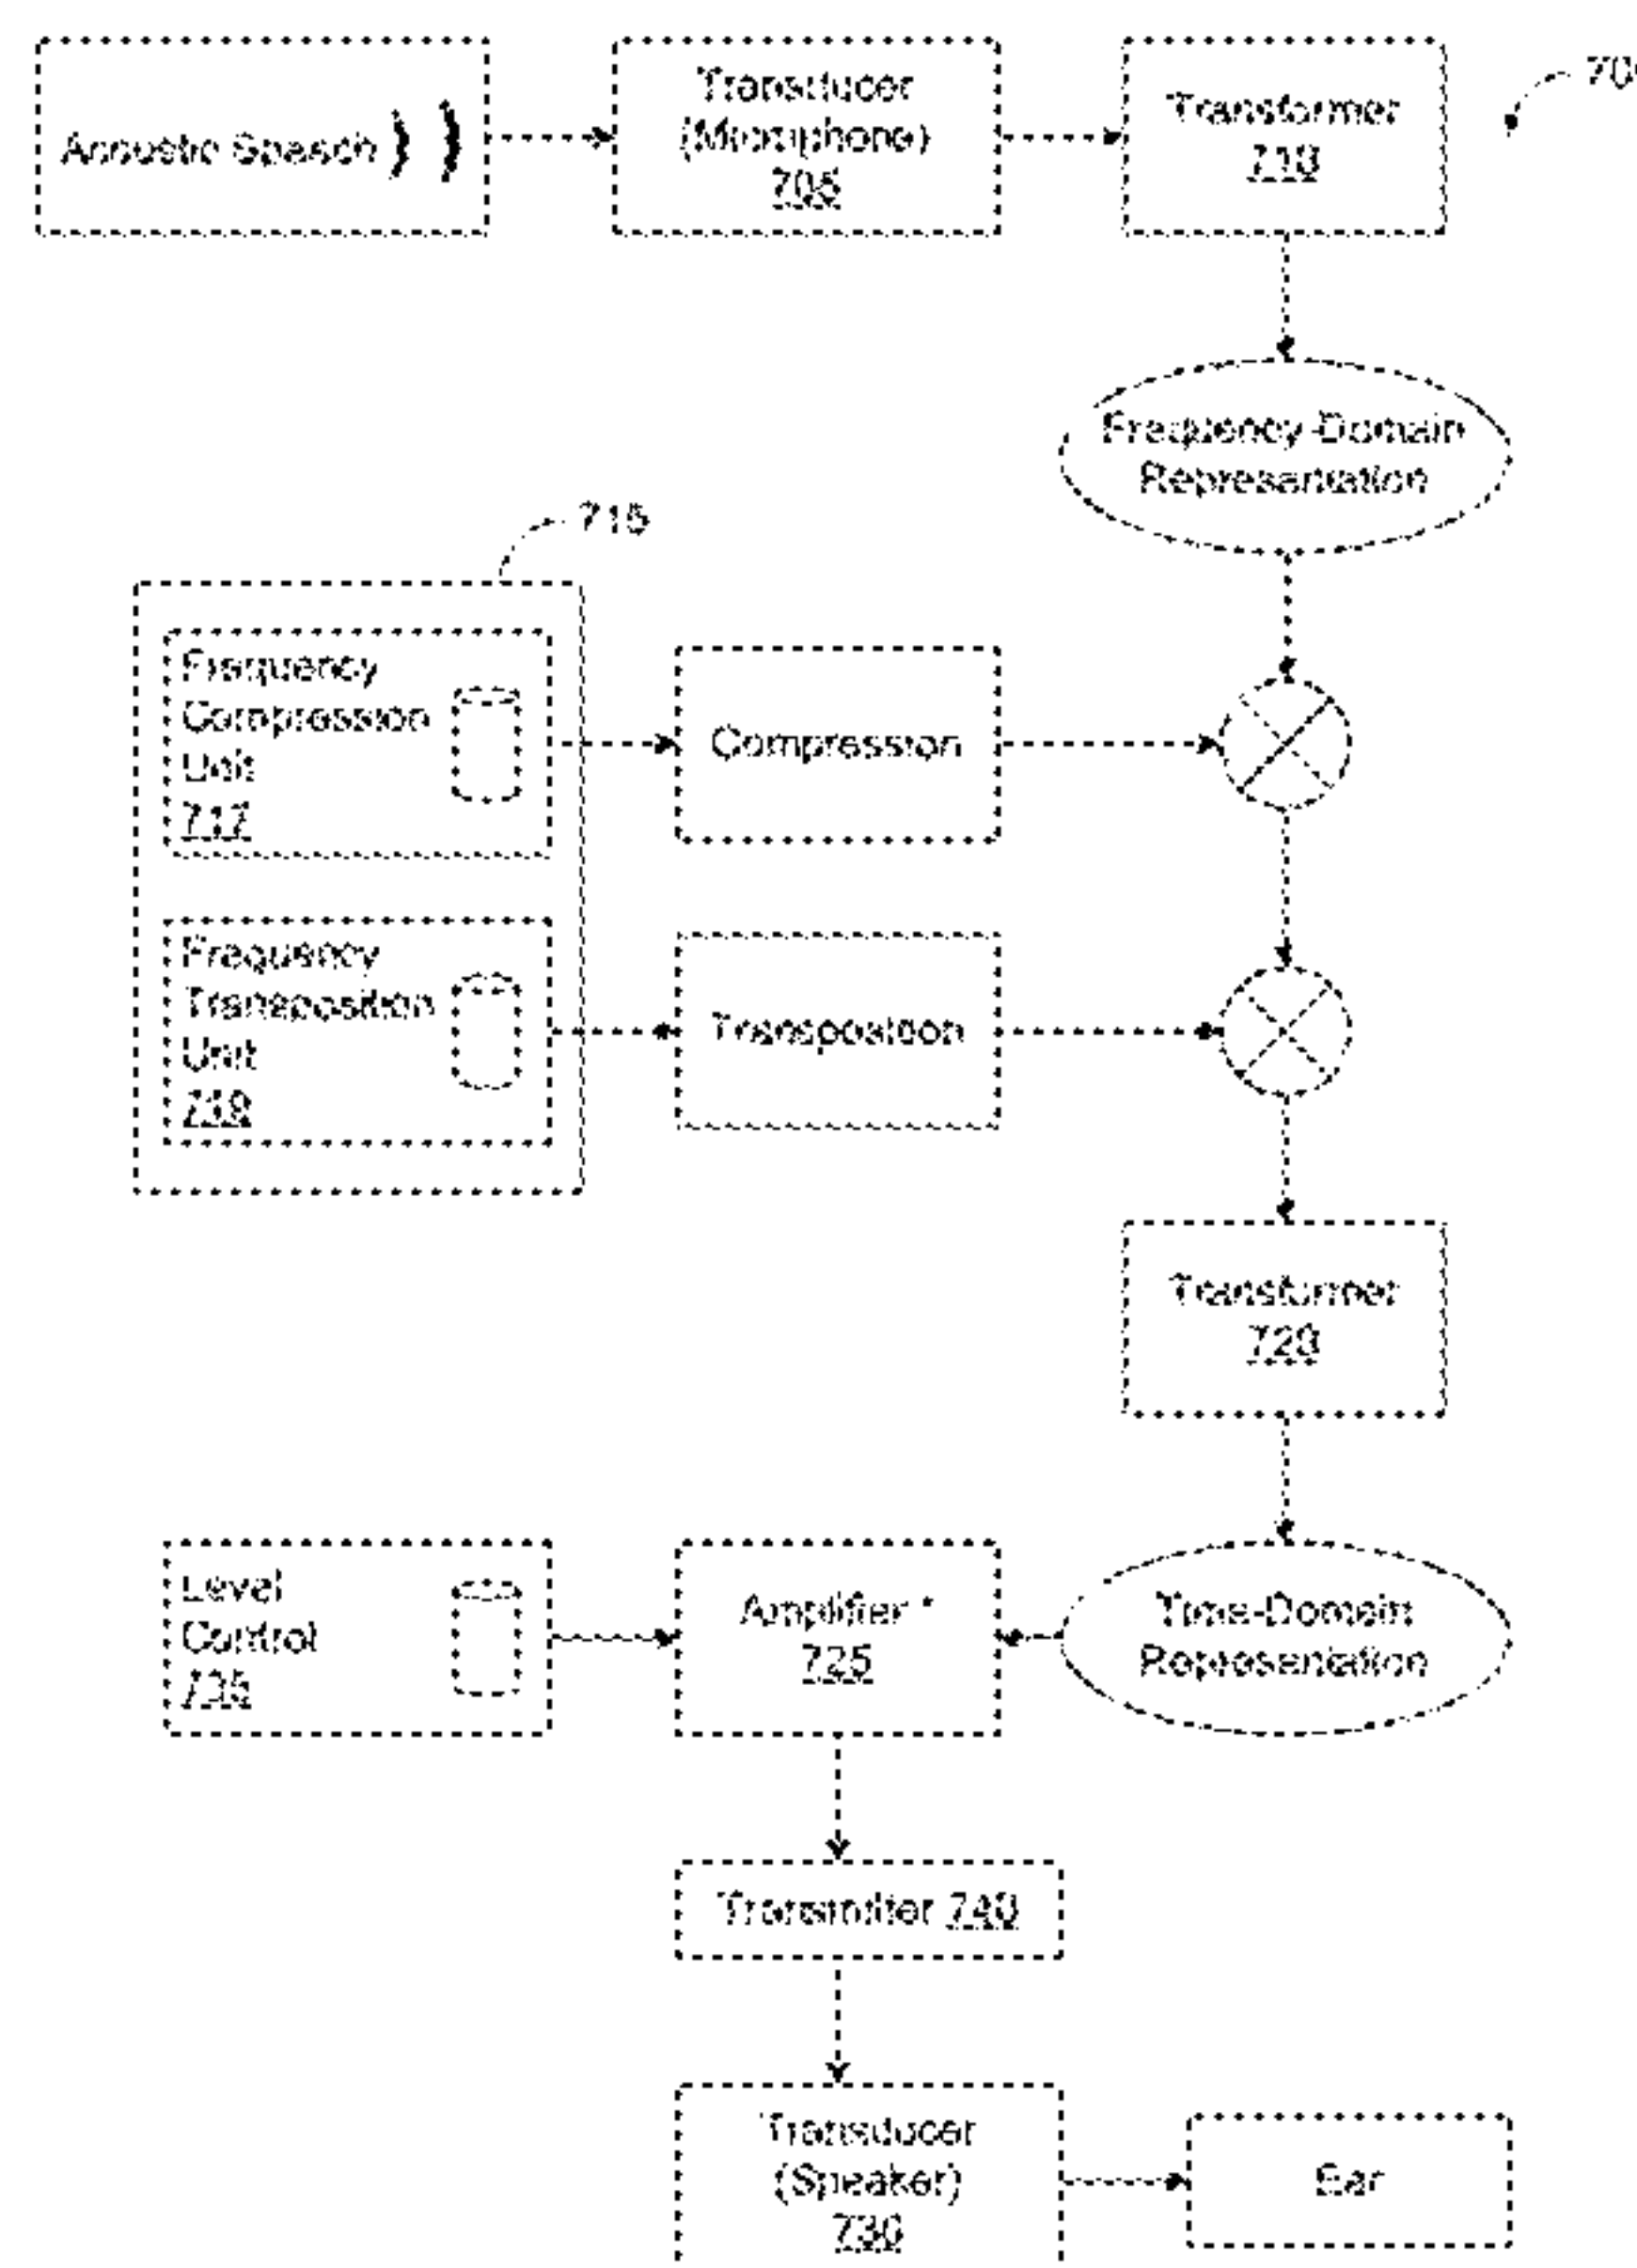 Acoustic Speech
Transducer
(Microphone)
705
Transformer
710
Frequency-Domain
Representation
715
Frequency
Compression
Unit
717
Compression
Frequency
Transposition
Unit
719
Transposition
Transformer
720
Level
Control
735
Amplifier
725
Time-Domain
Representation
Transmitter 740
Transducer
(Speaker)
730
Ear